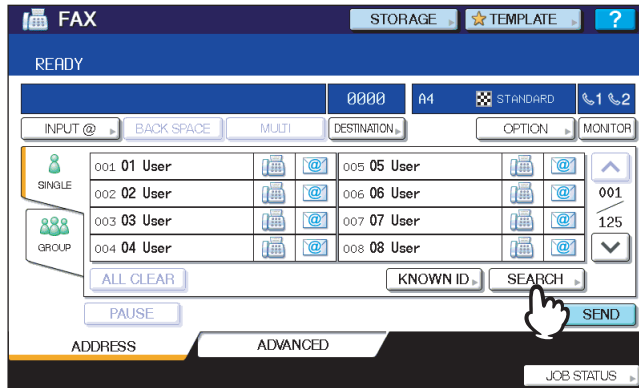 FAX STORAGE TEMPLATE ?
READY
0000 A4 STANDARD 1 2
INPUT @ BACK SPACE MULTI DESTINATION OPTION MONITOR
SINGLE
001 01 User @ 005 05 User @
002 02 User @ 006 06 User @
003 03 User @ 007 07 User @
004 04 User @ 008 08 User @
001
125
GROUP
ALL CLEAR KNOWN ID SEARCH
PAUSE SEND
ADDRESS ADVANCED
JOB STATUS